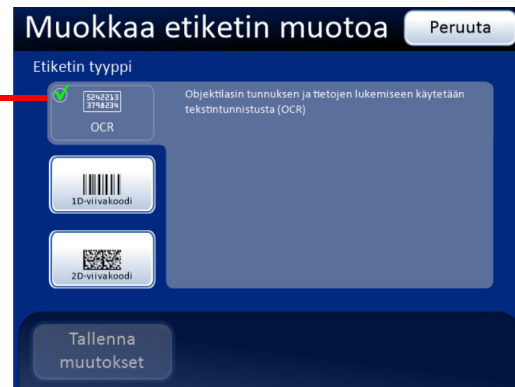 Muokkaa etiketin muotoa
Peruuta
Etiketin tyyppi
5242213
3798234
OCR
Objektilasin tunnuksen ja tietojen lukemiseen käytetään
tekstintunnistusta (OCR)
1D-viivakoodi
2D-viivakoodi
Tallenna
muutokset